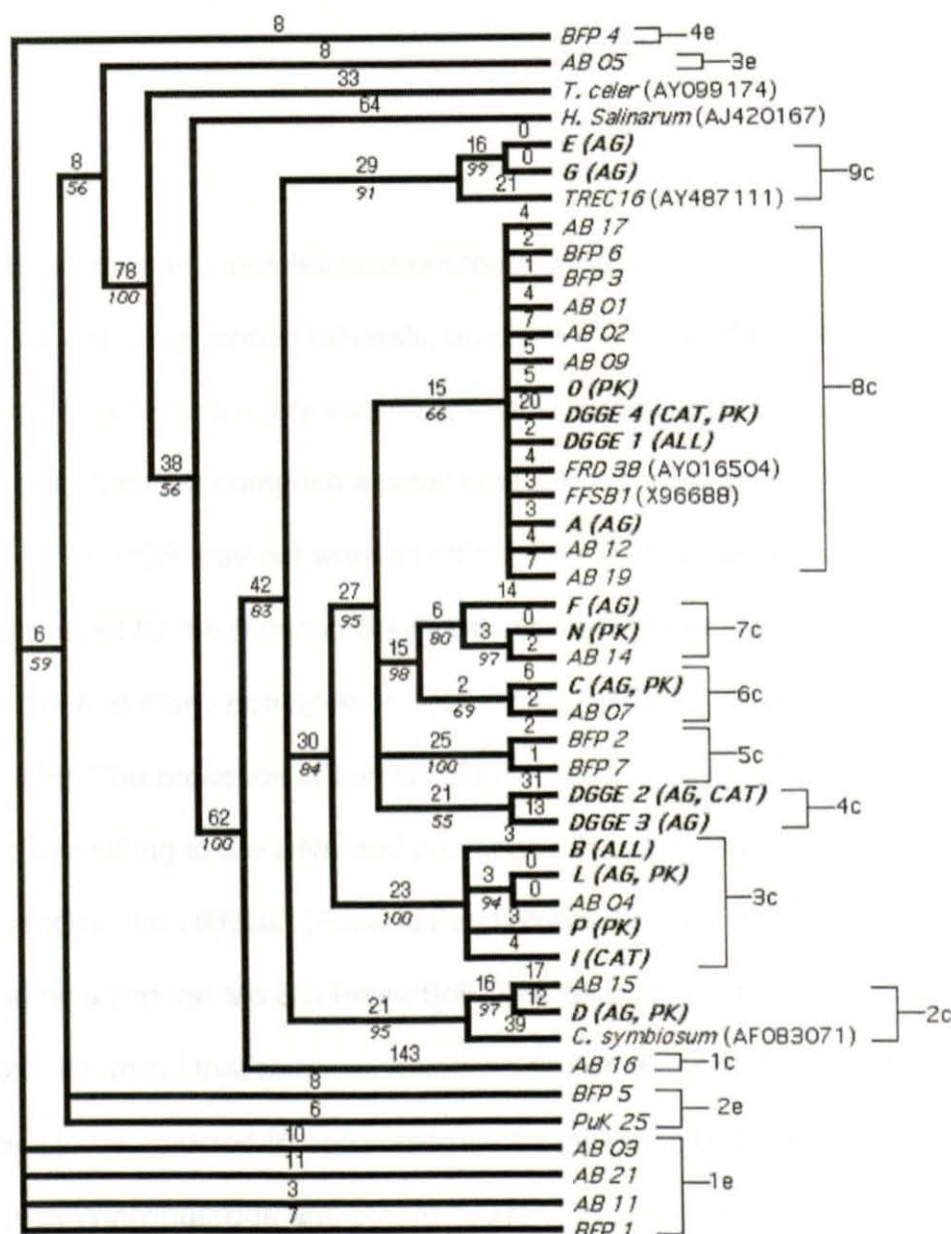 8
BFP 4 4e
8
AB 05 3e
33
T. celer (AY099174)
64
H. Salinarum (AJ420167)
0
E (AG)
16
0
8
29
99
G (AG)
9c
56
91
21
TREC16 (AY487111)
4
AB 17
2
BFP 6
78
1
BFP 3
100
4
AB 01
7
AB 02
5
AB 09
8c
15
5
O (PK)
66
20
DGGE 4 (CAT, PK)
2
DGGE 1 (ALL)
38
4
FRD 38 (AY016504)
56
3
FFSB1 (X96688)
3
A (AG)
4
AB 12
7
AB 19
42
27
14
F (AG)
83
95
6
0
6
80
3
N (PK)
7c
59
15
97
2
AB 14
98
2
6
C (AG, PK)
69
2
AB 07
6c
30
25
2
BFP 2
84
100
1
BFP 7
5c
21
31
DGGE 2 (AG, CAT)
62
55
13
DGGE 3 (AG)
4c
100
3
B (ALL)
3
0
L (AG, PK)
23
94
0
AB 04
3c
100
3
P (PK)
4
I (CAT)
17
AB 15
16
12
21
97
D (AG, PK)
2c
95
39
C. symbiosum (AF083071)
143
AB 16 1c
8
BFP 5
6
2e
PuK 25
10
AB 03
11
AB 21
1e
3
AB 11
7
BFP 1